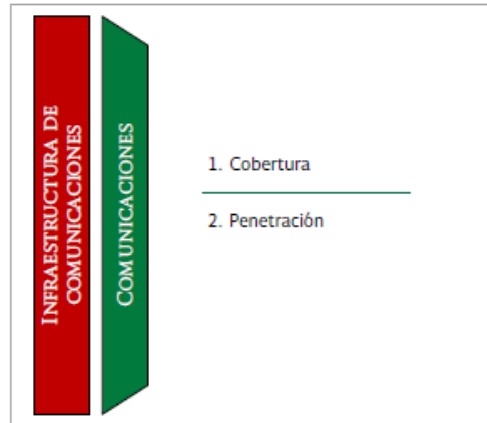 INFRAESTRUCTURA DE
COMUNICACIONES
COMUNICACIONES
1. Cobertura
2. Penetración